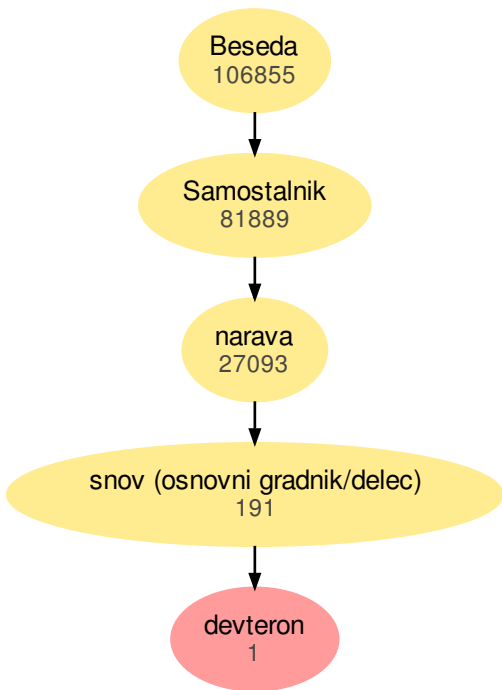 Beseda
106855
Samostalnik
81889
narava
27093
snov (osnovni gradnik/delec)
191
devteron
1